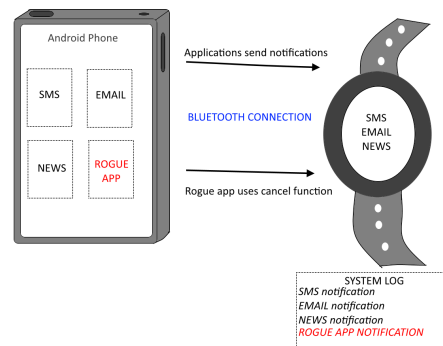 Android Phone
SMS
EMAIL
NEWS
ROGUE
APP
Applications send notifications
BLUETOOTH CONNECTION
Rogue app uses cancel function
SMS
EMAIL
NEWS
SYSTEM LOG
SMS notification
EMAIL notification
NEWS notification
ROGUE APP NOTIFICATION